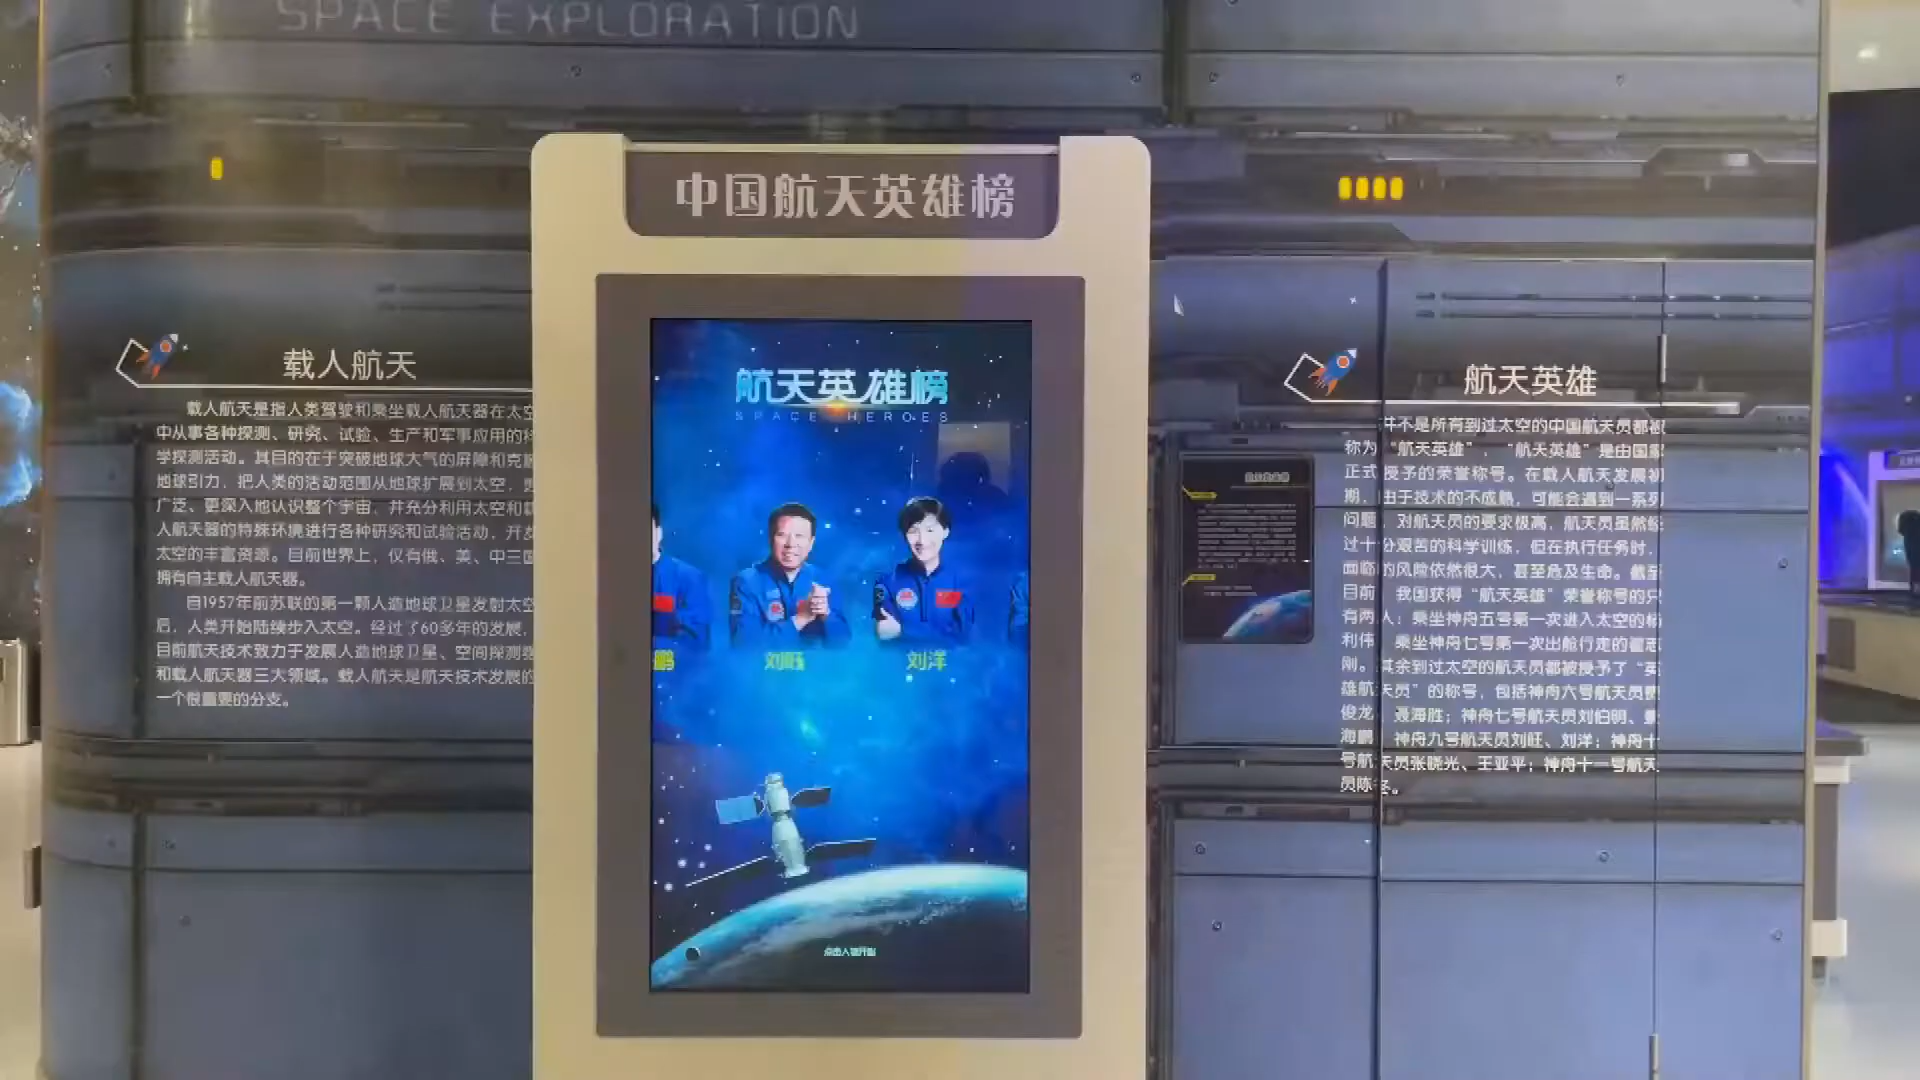 SPACE EXPLORATION
中国航天英雄榜
航天英雄榜
SPACE HEROES
鹏
刘旺
刘洋
点击人物开始
载人航天
载人航天是指人类驾驶和乘坐载人航天器在太空
中从事各种探测、研究、试验、生产和军事应用的科
学探测活动。其目的在于突破地球大气的屏障和克服
地球引力，把人类的活动范围从地球扩展到太空，更
广泛、更深入地认识整个宇宙，并充分利用太空和载
人航天器的特殊环境进行各种研究和试验活动，开发
太空的丰富资源。目前世界上，仅有俄、美、中三国
拥有自主载人航天器。
自1957年前苏联的第一颗人造地球卫星发射太空
后，人类开始陆续步入太空。经过了60多年的发展，
目前航天技术致力于发展人造地球卫星、空间探测器
和载人航天器三大领域。载人航天是航天技术发展的
一个很重要的分支。
航天英雄
并不是所有到过太空的中国航天员都被
称为“航天英雄”，“航天英雄”是由国家
正式授予的荣誉称号。在载人航天发展初
期，由于技术的不成熟，可能会遇到一系列
问题，对航天员的要求极高，航天员虽然经
过十分艰苦的科学训练，但在执行任务时，
面临的风险依然很大，甚至危及生命。截至
目前，我国获得“航天英雄”荣誉称号的只
有两人：乘坐神舟五号第一次进入太空的杨
利伟，乘坐神舟七号第一次出舱行走的翟志
刚。其余到过太空的航天员都被授予了“英
雄航天员”的称号，包括神舟六号航天员费
俊龙、聂海胜；神舟七号航天员刘伯明、景
海鹏；神舟九号航天员刘旺、刘洋；神舟十
号航天员张晓光、王亚平；神舟十一号航天
员陈冬。